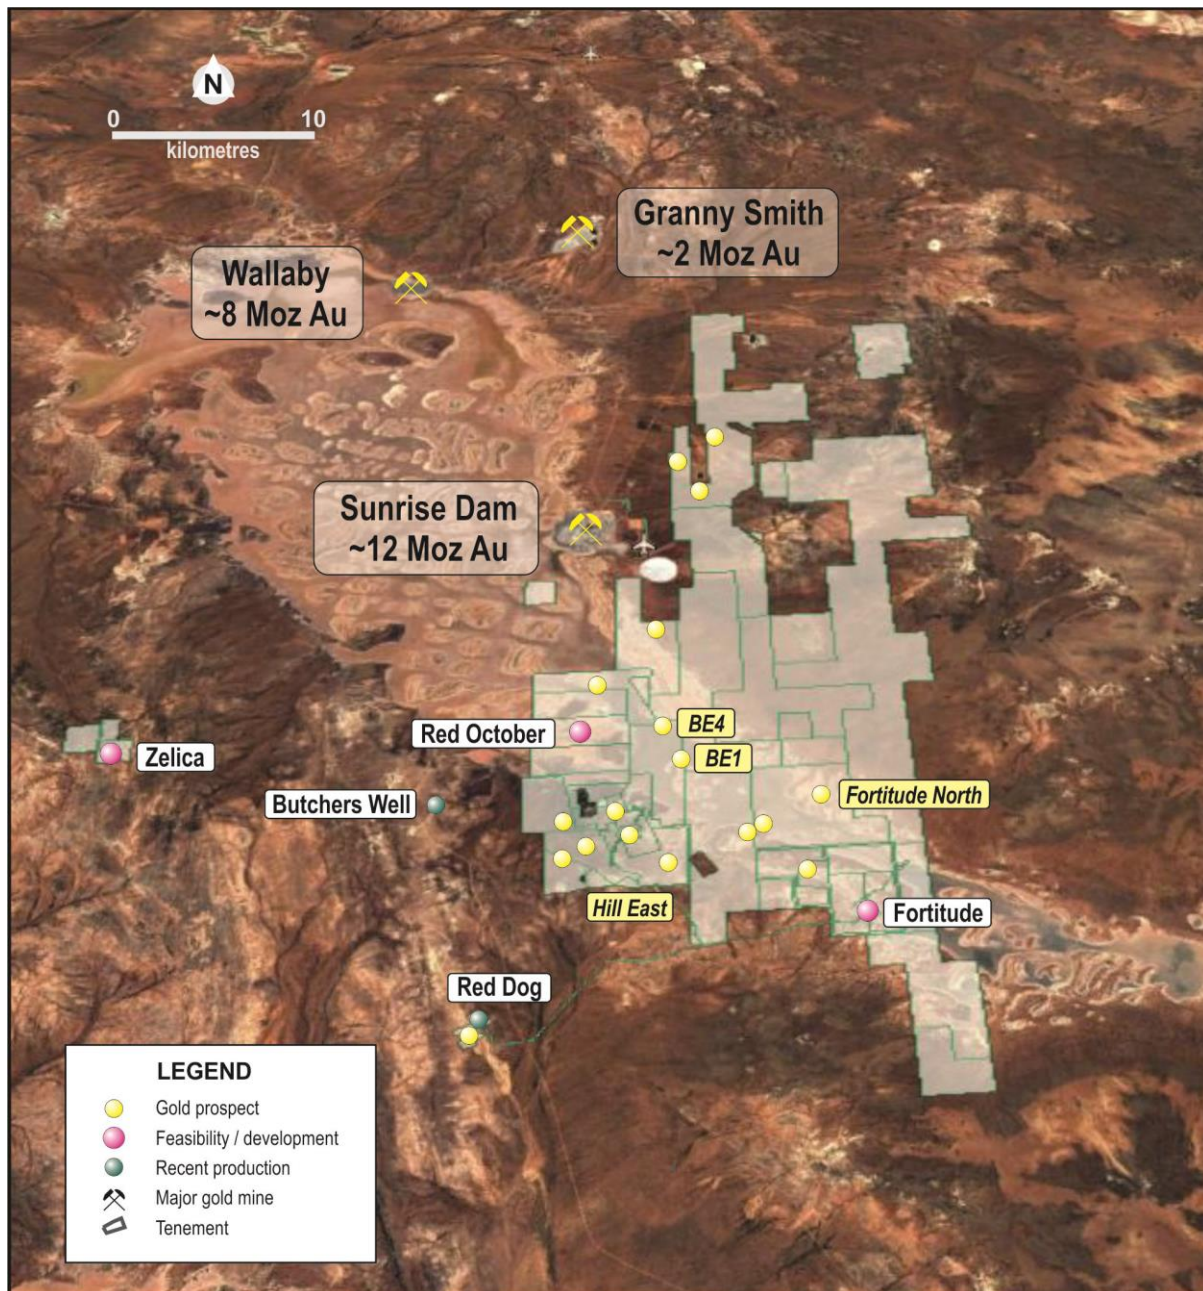 N
0 10
kilometres
Granny Smith
~2 Moz Au
Wallaby
~8 Moz Au
Sunrise Dam
~12 Moz Au
Red October
BE4
BE1
Zelica
Butchers Well
Fortitude North
Hill East
Fortitude
Red Dog
LEGEND
Gold prospect
Feasibility / development
Recent production
Major gold mine
Tenement